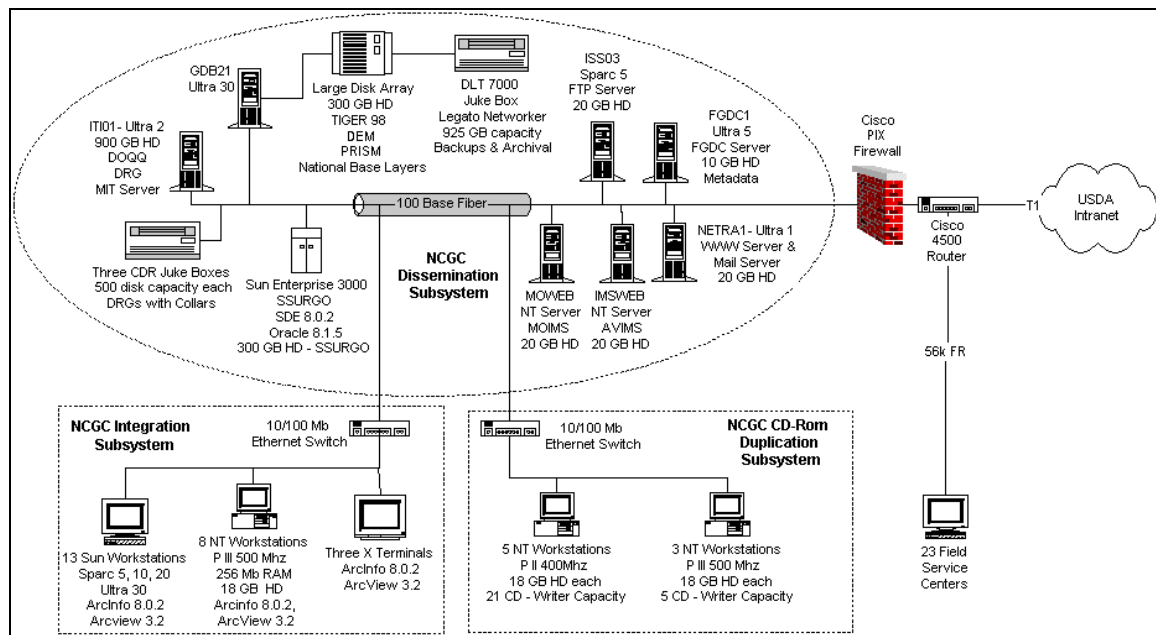 GDB21
Ultra 30
Large Disk Array
300 GB HD
TIGER 98
DEM
PRISM
National Base Layers
DLT 7000
Juke Box
Legato Networker
925 GB capacity
Backups & Archival
ISS03
Sparc 5
FTP Server
20 GB HD
FGDC1
Ultra 5
FGDC Server
10 GB HD
Metadata
Cisco
PIX
Firewall
ITI01- Ultra 2
900 GB HD
DOQQ
DRG
MIT Server
100 Base Fiber
T1
USDA
Intranet
Cisco
4500
Router
Three CDR Juke Boxes
500 disk capacity each
DRGs with Collars
Sun Enterprise 3000
SSURGO
SDE 8.0.2
Oracle 8.1.5
300 GB HD - SSURGO
NCGC
Dissemination
Subsystem
MOWEB
NT Server
MOIMS
20 GB HD
IMSWEB
NT Server
AVIMS
20 GB HD
NETRA1- Ultra 1
WWW Server &
Mail Server
20 GB HD
56k FR
NCGC Integration
Subsystem
10/100 Mb
Ethernet Switch
13 Sun Workstations
Sparc 5, 10, 20
Ultra 30
ArcInfo 8.0.2
Arcview 3.2
8 NT Workstations
P III 500 Mhz
256 Mb RAM
18 GB HD
Arcinfo 8.0.2,
ArcView 3.2
Three X Terminals
ArcInfo 8.0.2
ArcView 3.2
10/100 Mb
Ethernet Switch
NCGC CD-Rom
Duplication
Subsystem
5 NT Workstations
P II 400Mhz
18 GB HD each
21 CD - Writer Capacity
3 NT Workstations
P III 500 Mhz
18 GB HD each
5 CD - Writer Capacity
23 Field
Service
Centers